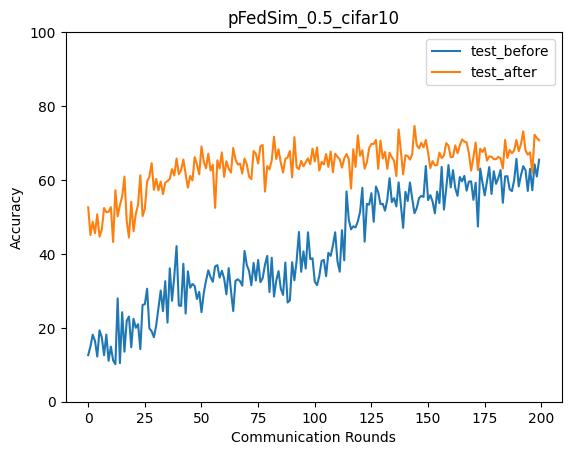 pFedSim_0.5_cifar10
test_before
test_after
100
80
60
40
20
0
Accuracy
0 25 50 75 100 125 150 175 200
Communication Rounds